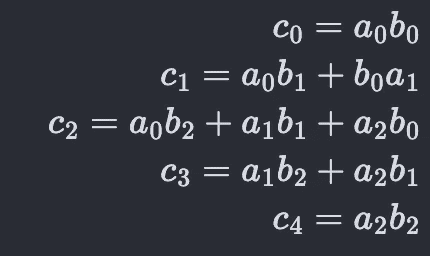 c₀ = a₀b₀
c₁ = a₀b₁ + b₀a₁
c₂ = a₀b₂ + a₁b₁ + a₂b₀
c₃ = a₁b₂ + a₂b₁
c₄ = a₂b₂